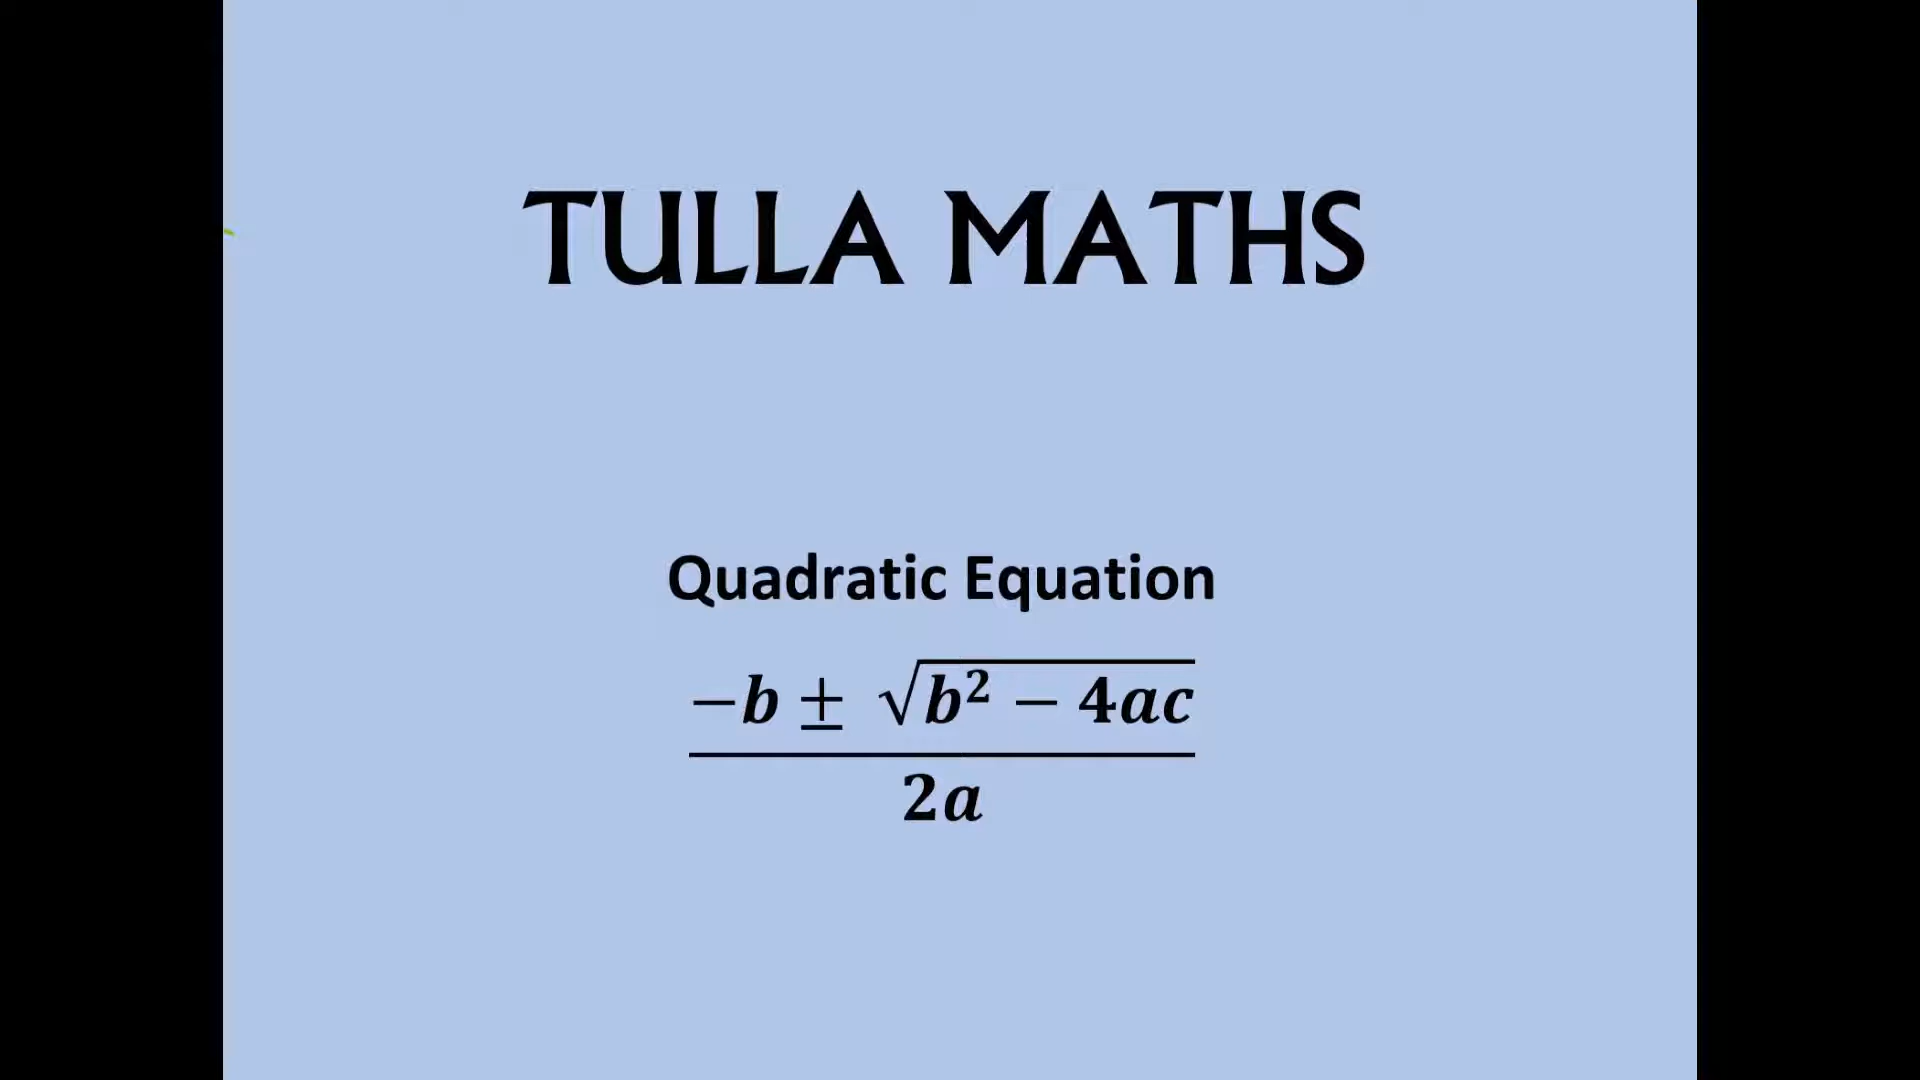 TULLA MATHS
Quadratic Equation
−b ± √b² − 4ac
2a